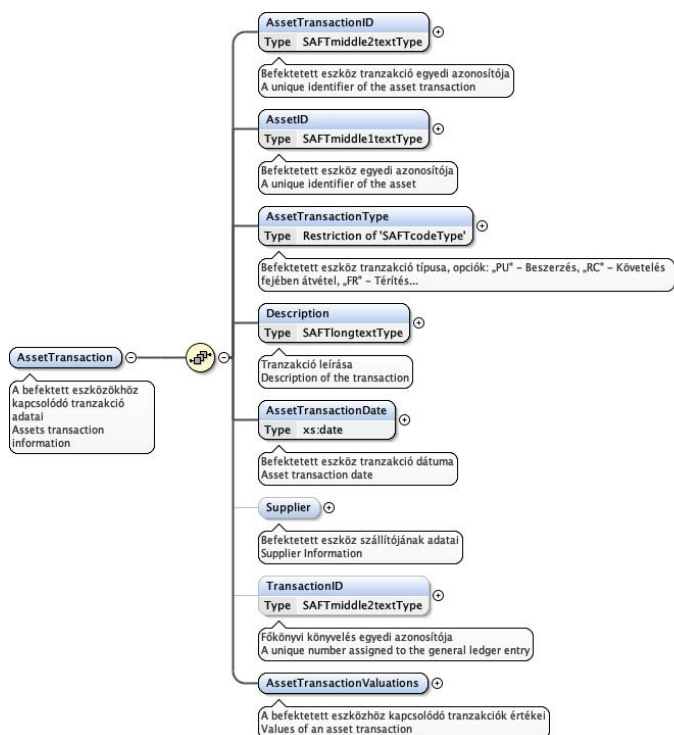 AssetTransactionID
Type SAFTmiddle2textType
Befektetett eszköz tranzakció egyedi azonosítója
A unique identifier of the asset transaction
AssetID
Type SAFTmiddle1textType
Befektetett eszköz egyedi azonosítója
A unique identifier of the asset
AssetTransactionType
Type Restriction of 'SAFTcodeType'
Befektetett eszköz tranzakció típusa, opciók: „PU" – Beszerzés, „RC" – Követelés
fejében átvétel, „FR" – Térítés...
Description
Type SAFTlongtextType
Tranzakció leírása
Description of the transaction
AssetTransaction
A befektett eszközökhöz
kapcsolódó tranzakció
adatai
Assets transaction
information
AssetTransactionDate
Type xs:date
Befektetett eszköz tranzakció dátuma
Asset transaction date
Supplier
Befektetett eszköz szállítójának adatai
Supplier Information
TransactionID
Type SAFTmiddle2textType
Főkönyvi könyvelés egyedi azonosítója
A unique number assigned to the general ledger entry
AssetTransactionValuations
A befektetett eszközhöz kapcsolódó tranzakciók értékei
Values of an asset transaction